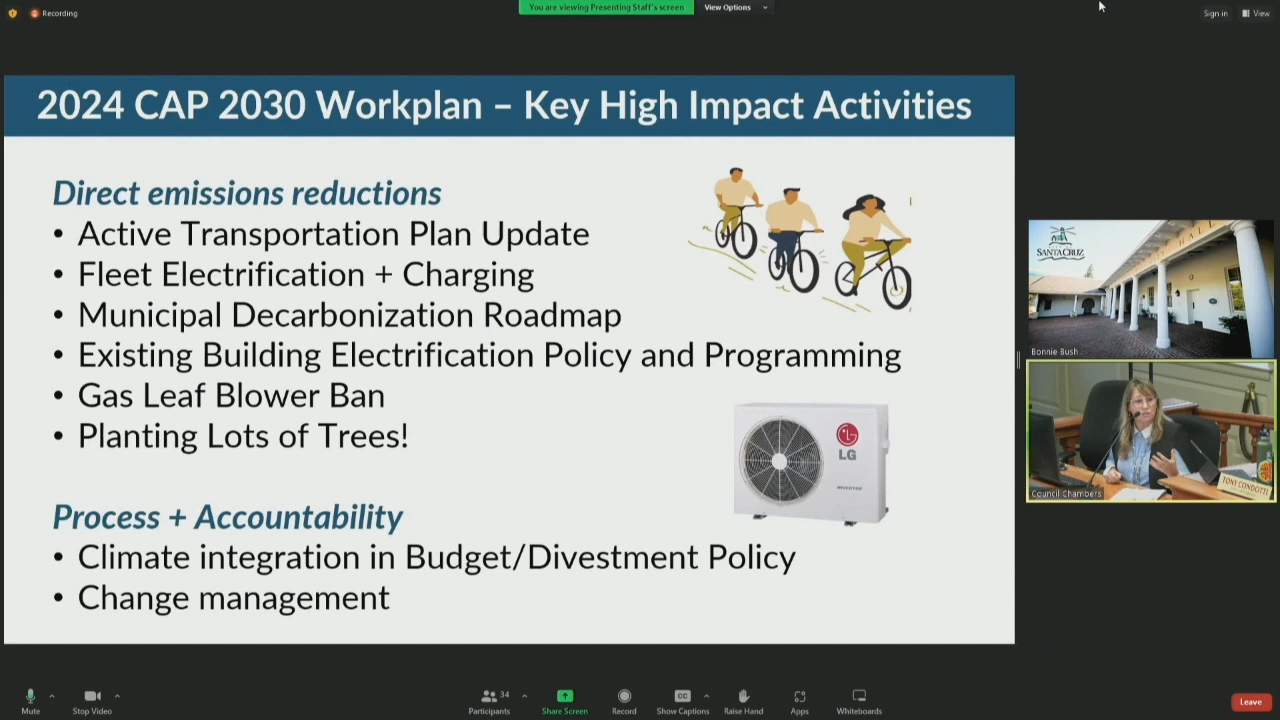 Recording
You are viewing Presenting Staff's screen
View Options
Sign in
View
2024 CAP 2030 Workplan – Key High Impact Activities
Direct emissions reductions
• Active Transportation Plan Update
• Fleet Electrification + Charging
• Municipal Decarbonization Roadmap
• Existing Building Electrification Policy and Programming
• Gas Leaf Blower Ban
• Planting Lots of Trees!
LG
INVERTER
Process + Accountability
• Climate integration in Budget/Divestment Policy
• Change management
SANTA CRUZ
HALL
Bonnie Bush
TONY CONDOTTI
Council Chambers
Mute
Stop Video
34
Participants
Share Screen
Record
CC
Show Captions
Raise Hand
Apps
Whiteboards
Leave